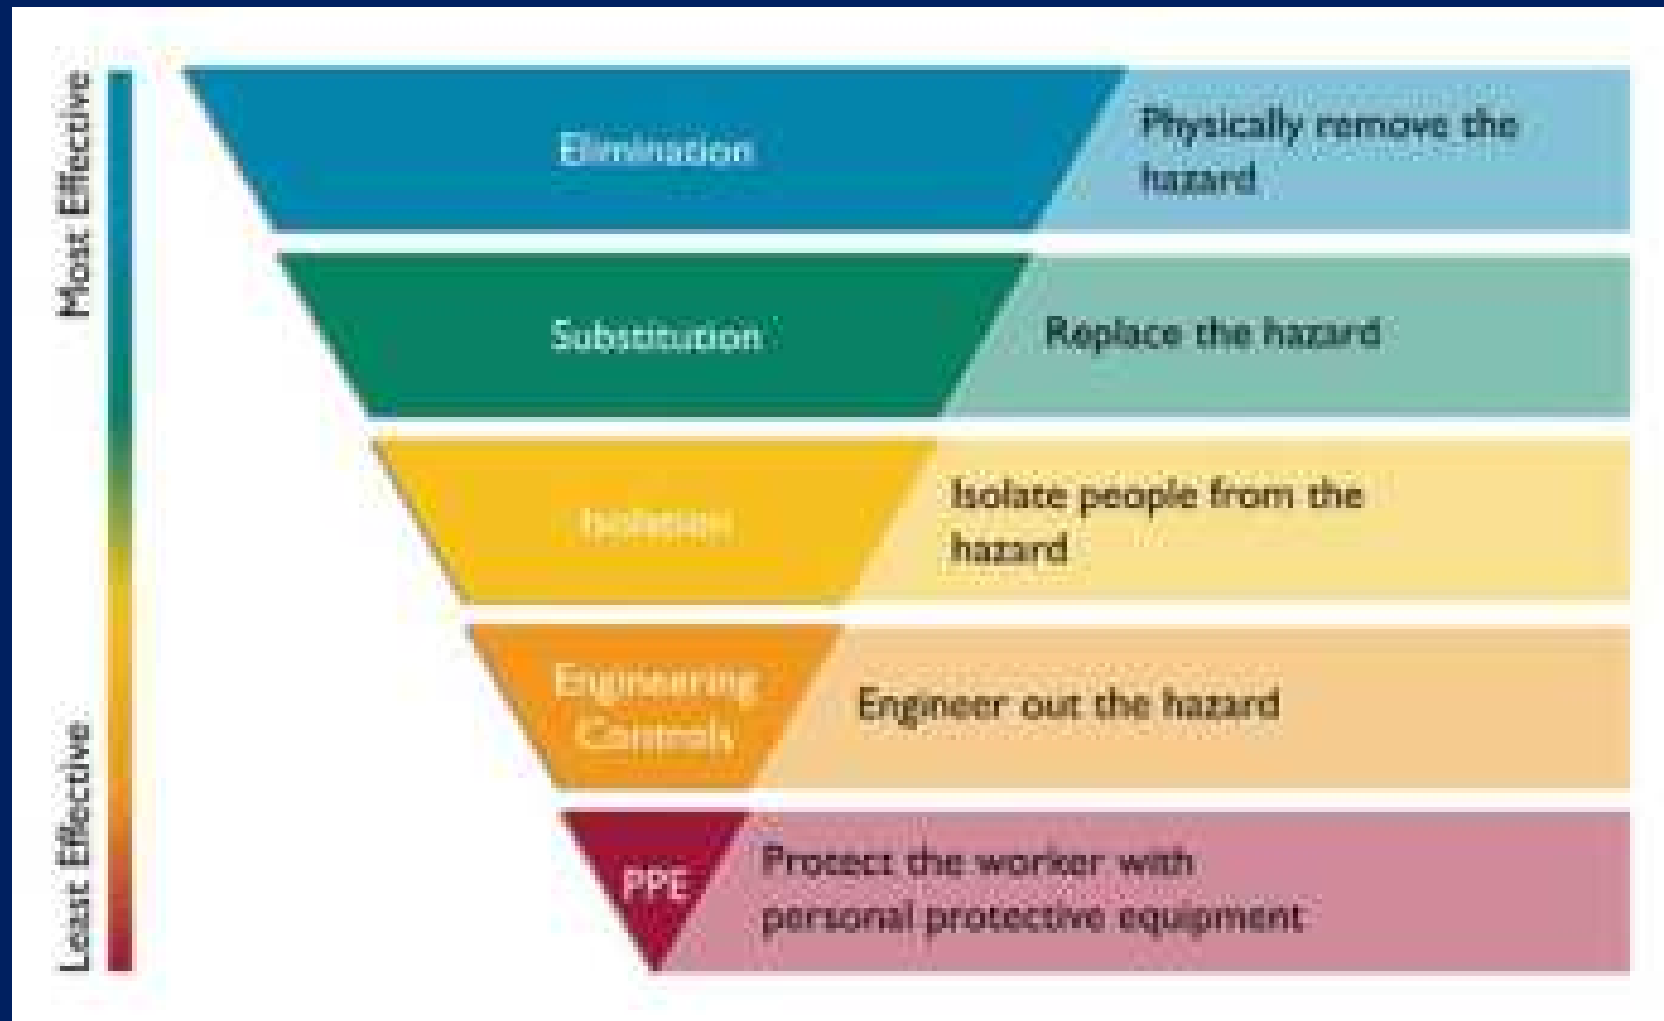 Most Effective
Least Effective
Elimination
Physically remove the
hazard
Substitution
Replace the hazard
Isolation
Isolate people from the
hazard
Engineering
Controls
Engineer out the hazard
PPE
Protect the worker with
personal protective equipment